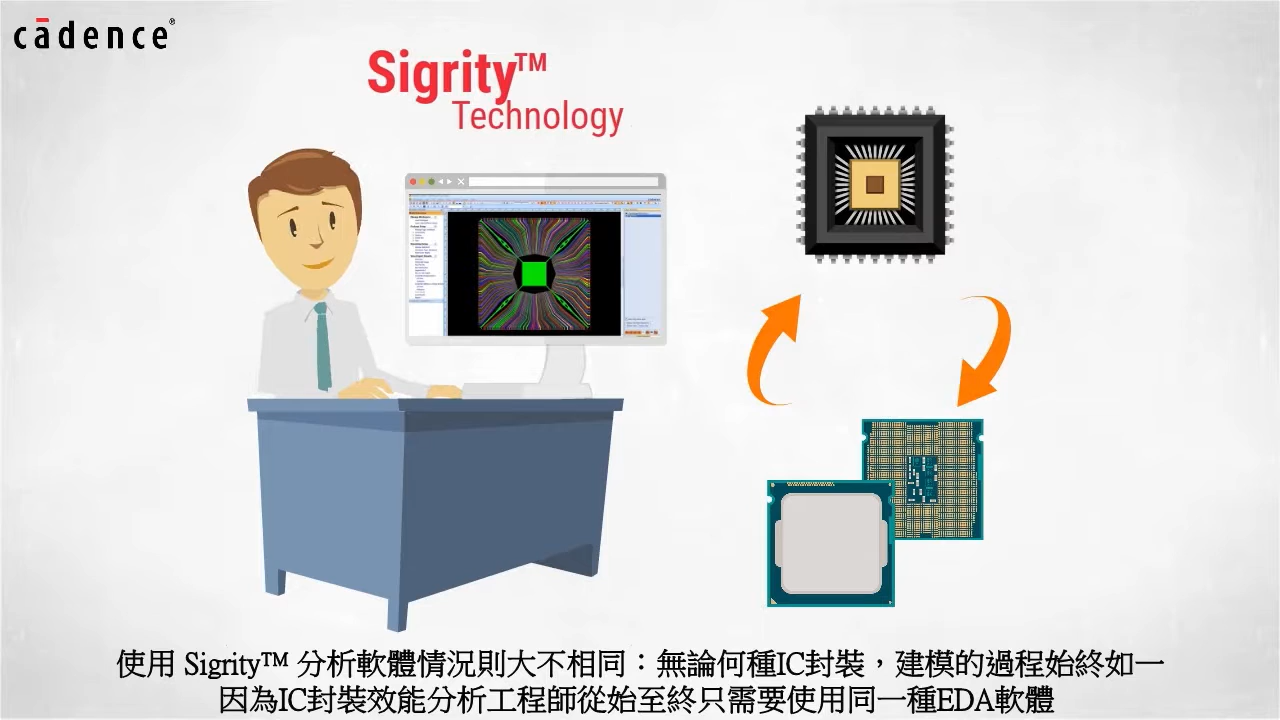 cādence®
Sigrity™
Technology
使用 Sigrity™ 分析軟體情況則大不相同：無論何種IC封裝，建模的過程始終如一
因為IC封裝效能分析工程師從始至終只需要使用同一種EDA軟體